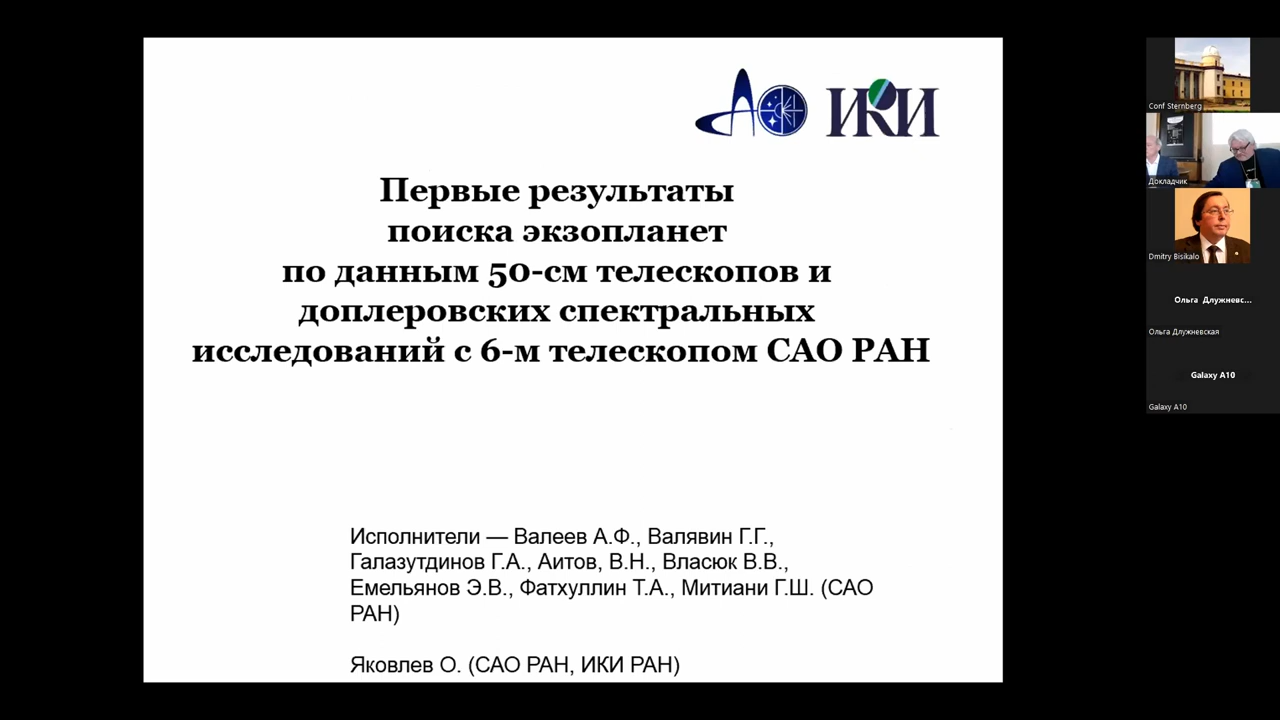 САО ИКИ
Первые результаты
поиска экзопланет
по данным 50-см телескопов и
доплеровских спектральных
исследований с 6-м телескопом САО РАН
Исполнители — Валеев А.Ф., Валявин Г.Г.,
Галазутдинов Г.А., Аитов, В.Н., Власюк В.В.,
Емельянов Э.В., Фатхуллин Т.А., Митиани Г.Ш. (САО
РАН)
Яковлев О. (САО РАН, ИКИ РАН)
Conf Sternberg
Докладчик
Dmitry Bisikalo
Ольга Длужневс...
Ольга Длужневская
Galaxy A10
Galaxy A10